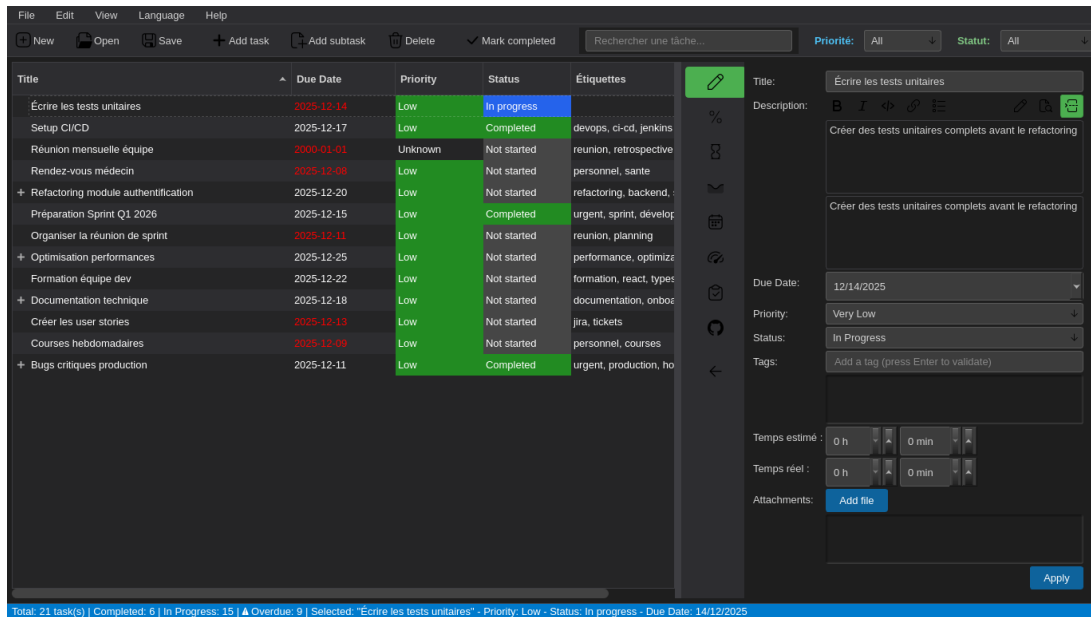 File Edit View Language Help
New Open Save Add task Add subtask Delete Mark completed Rechercher une tâche... Priorité: All Statut: All
Title Due Date Priority Status Étiquettes
Écrire les tests unitaires 2025-12-14 Low In progress
Setup CI/CD 2025-12-17 Low Completed devops, ci-cd, jenkins
Réunion mensuelle équipe 2000-01-01 Unknown Not started reunion, retrospective
Rendez-vous médecin 2025-12-08 Low Not started personnel, sante
Refactoring module authentification 2025-12-20 Low Not started refactoring, backend,
Préparation Sprint Q1 2026 2025-12-15 Low Completed urgent, sprint, dévelop
Organiser la réunion de sprint 2025-12-11 Low Not started reunion, planning
Optimisation performances 2025-12-25 Low Not started performance, optimiza
Formation équipe dev 2025-12-22 Low Not started formation, react, types
Documentation technique 2025-12-18 Low Not started documentation, onboa
Créer les user stories 2025-12-13 Low Not started jira, tickets
Courses hebdomadaires 2025-12-09 Low Not started personnel, courses
Bugs critiques production 2025-12-11 Low Completed urgent, production, ho
Title: Écrire les tests unitaires
Description: B I
Créer des tests unitaires complets avant le refactoring
Créer des tests unitaires complets avant le refactoring
Due Date: 12/14/2025
Priority: Very Low
Status: In Progress
Tags: Add a tag (press Enter to validate)
Temps estimé : 0 h 0 min
Temps réel : 0 h 0 min
Attachments: Add file
Apply
Total: 21 task(s) | Completed: 6 | In Progress: 15 | Overdue: 9 | Selected: "Écrire les tests unitaires" - Priority: Low - Status: In progress - Due Date: 14/12/2025